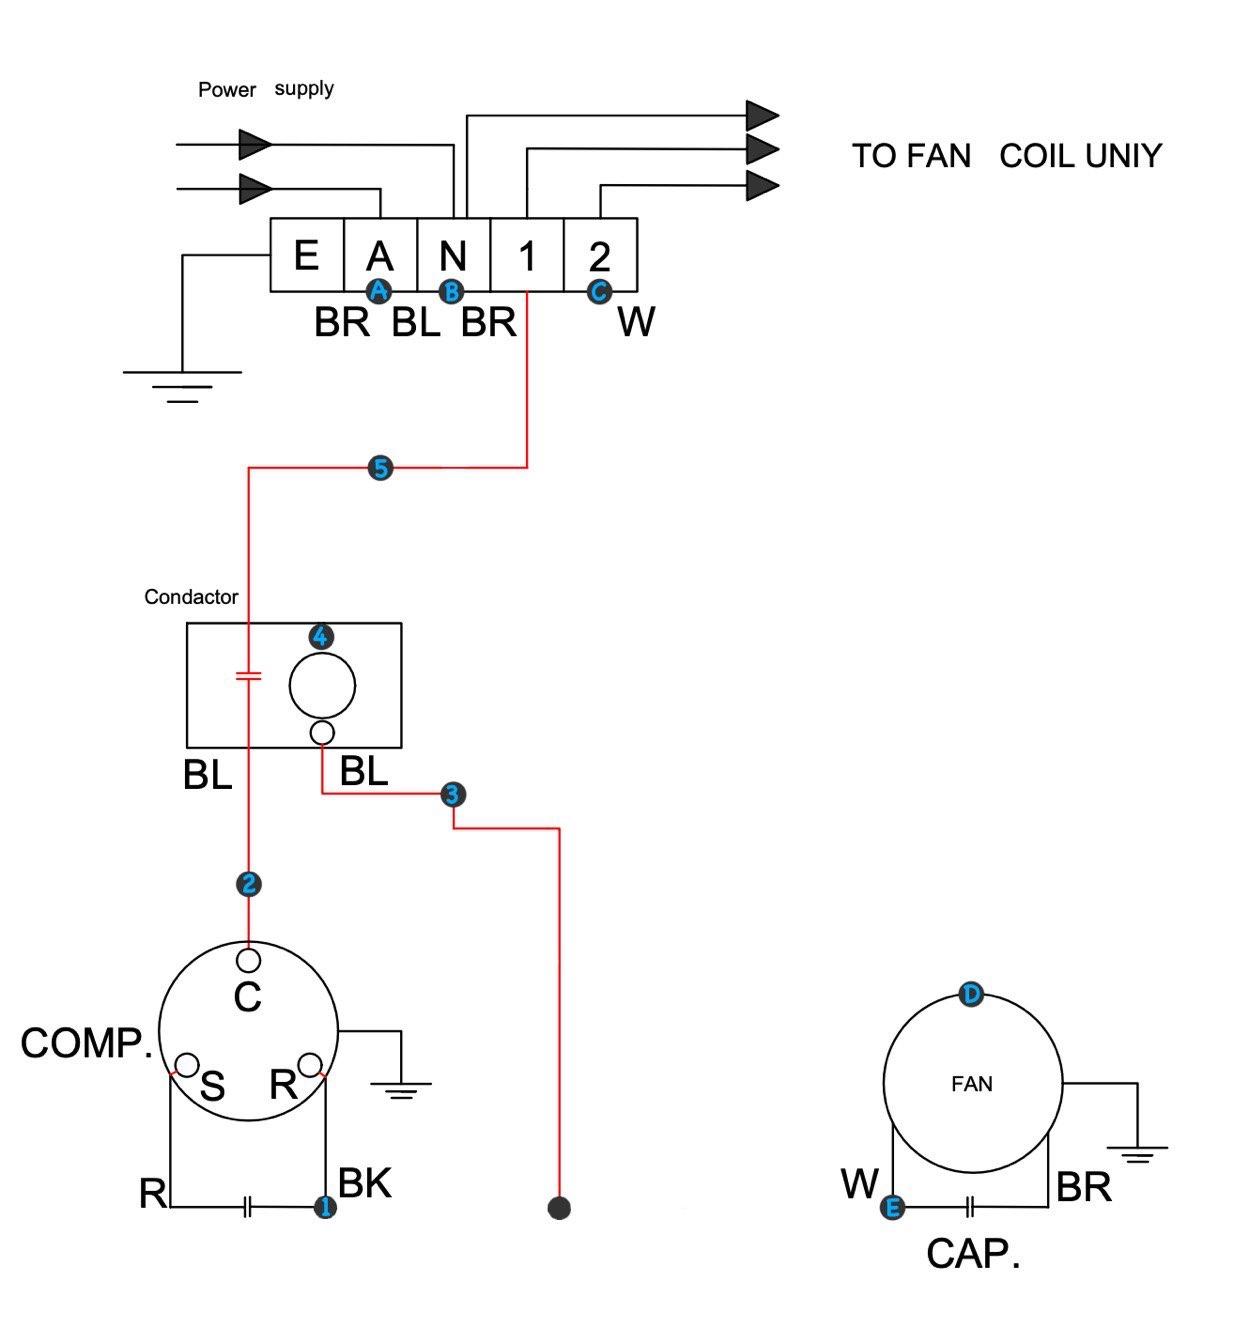 Power supply
TO FAN COIL UNIY
E A N 1 2
A B C
BR BL BR W
5
Condactor
4
BL BL
3
2
C
D
COMP.
S R
FAN
R BK
1
W BR
E
CAP.